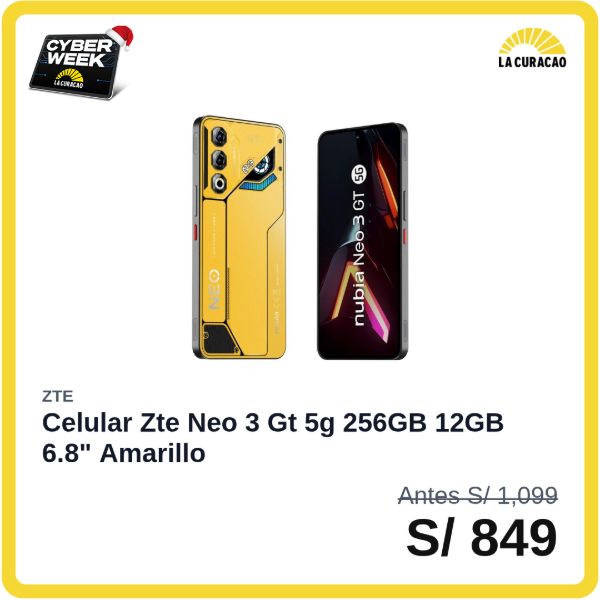 CYBER
WEEK
LA CURACAO
LA CURACAO
NEO
nubia Neo 3 GT 5G
ZTE
Celular Zte Neo 3 Gt 5g 256GB 12GB
6.8" Amarillo
Antes S/ 1,099
S/ 849